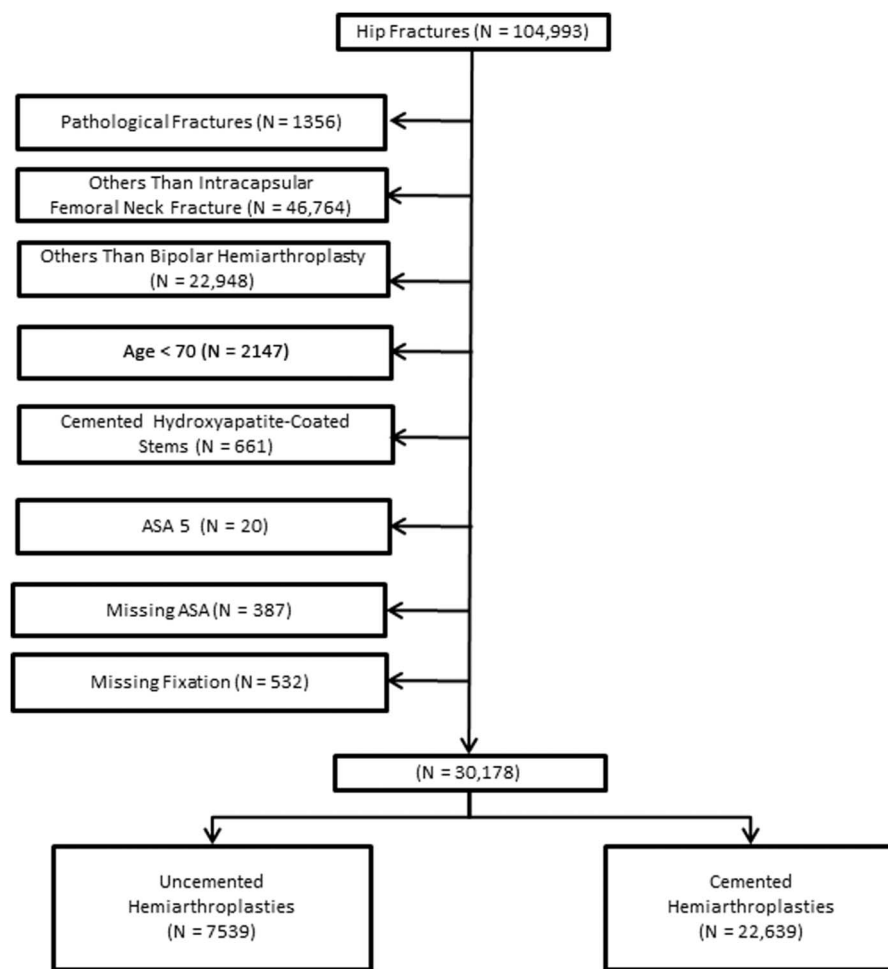 Hip Fractures (N = 104,993)
Pathological Fractures (N = 1356)
Others Than Intracapsular
Femoral Neck Fracture (N = 46,764)
Others Than Bipolar Hemiarthroplasty
(N = 22,948)
Age < 70 (N = 2147)
Cemented Hydroxyapatite-Coated
Stems (N = 661)
ASA 5 (N = 20)
Missing ASA (N = 387)
Missing Fixation (N = 532)
(N = 30,178)
Uncemented
Hemiarthroplasties
(N = 7539)
Cemented
Hemiarthroplasties
(N = 22,639)